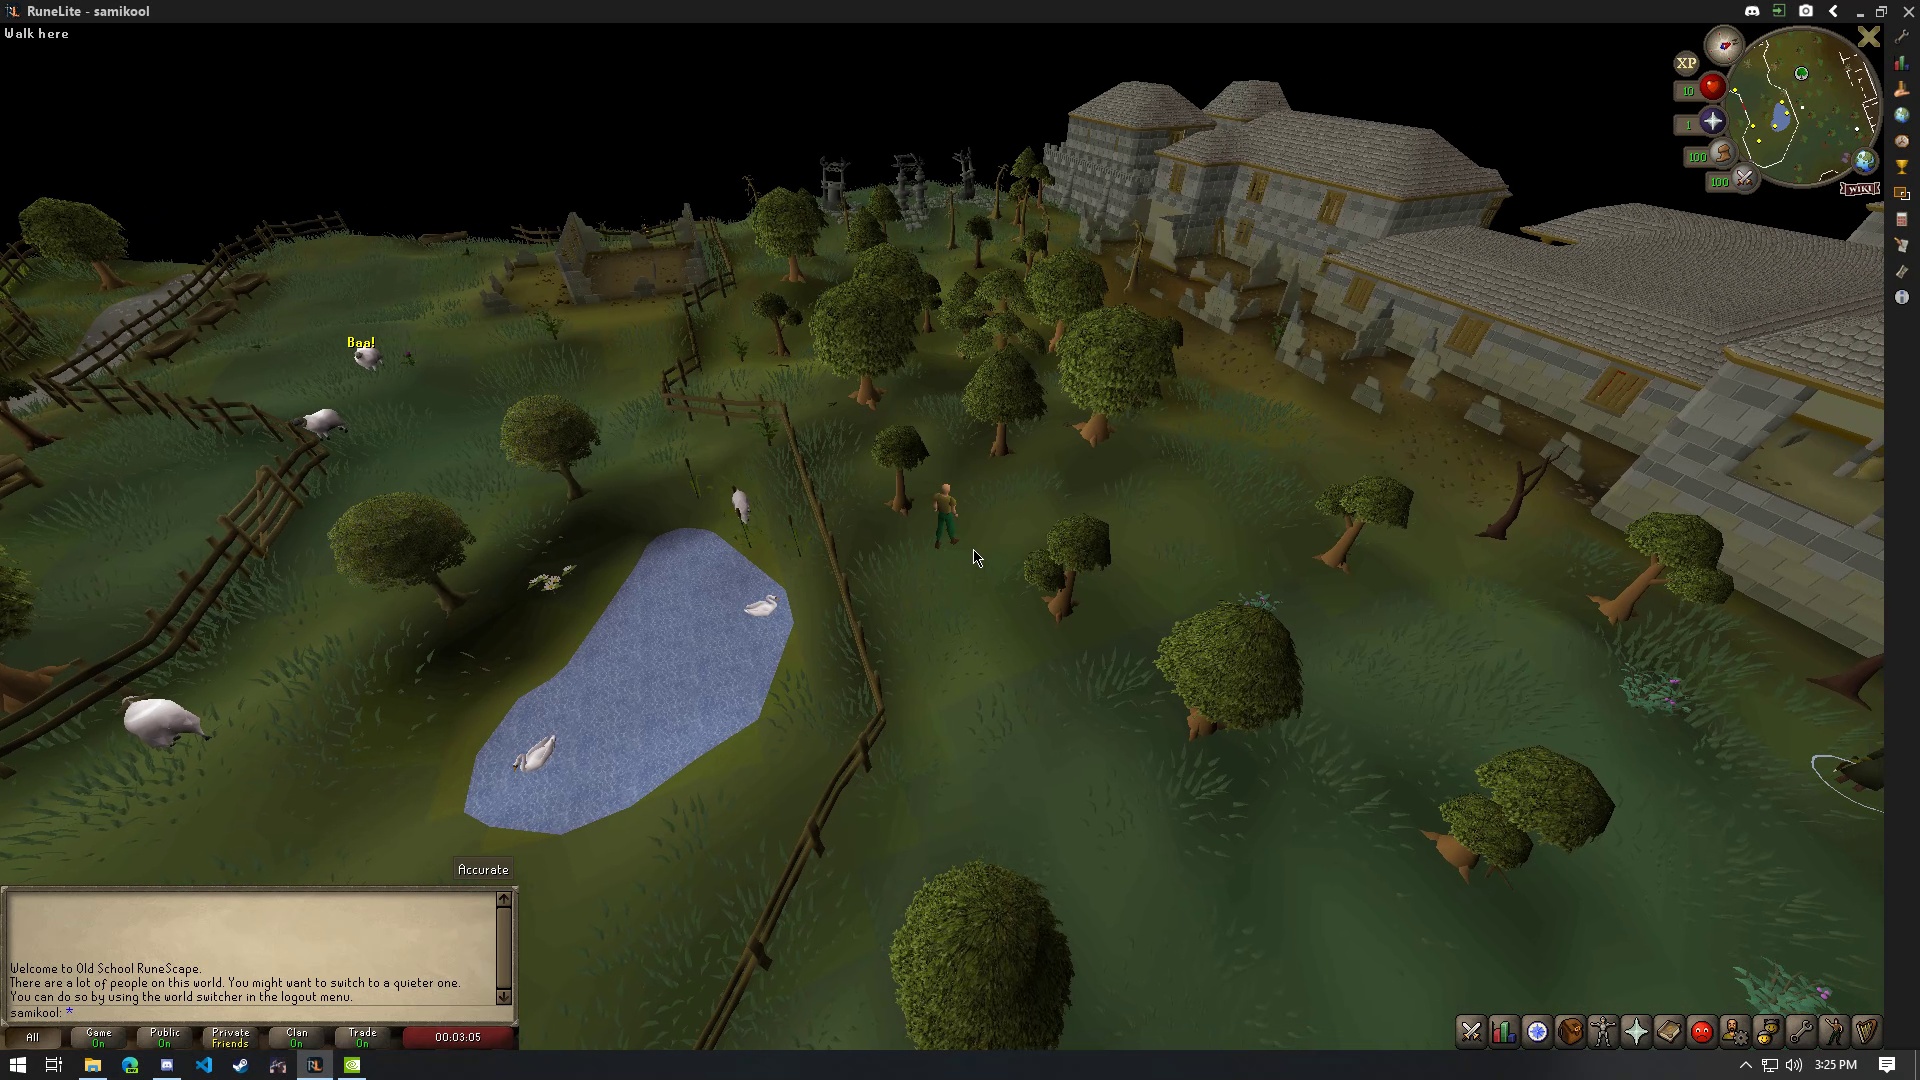 RuneLite - samikool
Walk here
XP
10
1
100
100
WIKI
Baa!
Accurate
Welcome to Old School RuneScape.
There are a lot of people on this world. You might want to switch to a quieter one.
You can do so by using the world switcher in the logout menu.
samikool: *
All
Game
On
Public
On
Private
Friends
Clan
On
Trade
On
00:03:05
3:25 PM